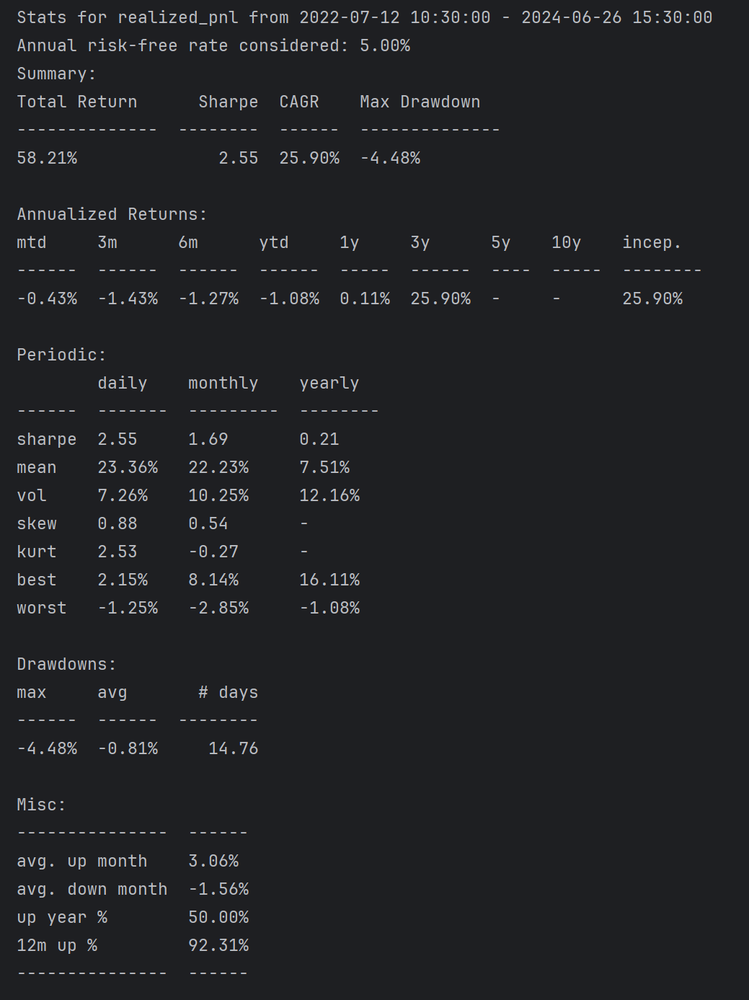 Stats for realized_pnl from 2022-07-12 10:30:00 - 2024-06-26 15:30:00
Annual risk-free rate considered: 5.00%
Summary:
Total Return      Sharpe  CAGR    Max Drawdown
--------------  --------  ------  --------------
58.21%              2.55  25.90%  -4.48%

Annualized Returns:
mtd     3m      6m      ytd     1y     3y      5y    10y    incep.
------  ------  ------  ------  -----  ------  ----  -----  --------
-0.43%  -1.43%  -1.27%  -1.08%  0.11%  25.90%  -     -      25.90%

Periodic:
        daily    monthly    yearly
------  -------  ---------  --------
sharpe  2.55     1.69       0.21
mean    23.36%   22.23%     7.51%
vol     7.26%    10.25%     12.16%
skew    0.88     0.54       -
kurt    2.53     -0.27      -
best    2.15%    8.14%      16.11%
worst   -1.25%   -2.85%     -1.08%

Drawdowns:
max     avg       # days
------  ------  --------
-4.48%  -0.81%     14.76

Misc:
---------------  ------
avg. up month    3.06%
avg. down month  -1.56%
up year %        50.00%
12m up %         92.31%
---------------  ------